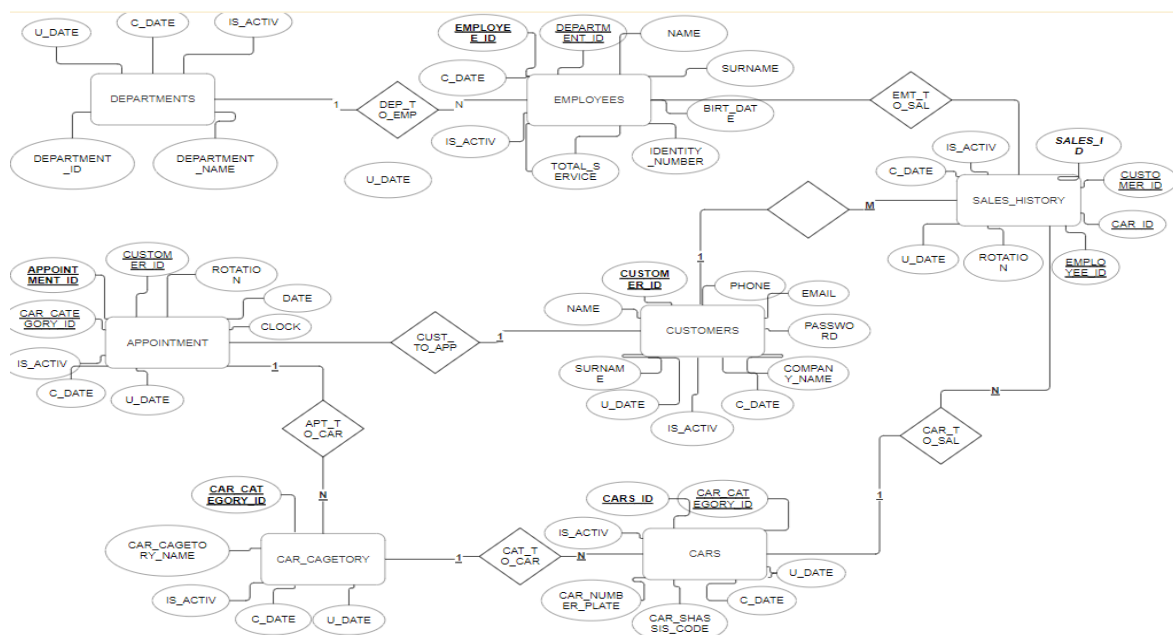 C_DATE
U_DATE
IS_ACTIV
DEPARTMENTS
DEPARTMENT
_ID
DEPARTMENT
_NAME
1
DEP_T
O_EMP
N
EMPLOYE
E_ID
DEPARTM
ENT_ID
NAME
SURNAME
C_DATE
EMPLOYEES
BIRT_DAT
E
IS_ACTIV
IDENTITY
_NUMBER
TOTAL_S
ERVICE
U_DATE
EMT_T
O_SAL
SALES_I
D
IS_ACTIV
C_DATE
CUSTO
MER_ID
SALES_HISTORY
CAR_ID
U_DATE
ROTATIO
N
EMPLO
YEE_ID
M
1
CUSTOM
ER_ID
APPOINT
MENT_ID
ROTATIO
N
DATE
CAR_CATE
GORY_ID
CLOCK
APPOINTMENT
IS_ACTIV
C_DATE
U_DATE
CUST_
TO_APP
1
CUSTOM
ER_ID
PHONE
EMAIL
NAME
PASSWO
RD
CUSTOMERS
SURNAM
E
COMPAN
Y_NAME
U_DATE
C_DATE
IS_ACTIV
1
APT_T
O_CAR
N
N
CAR_T
O_SAL
1
CAR_CAT
EGORY_ID
CAR_CAGETO
RY_NAME
CAR_CAGETORY
IS_ACTIV
C_DATE
U_DATE
1
CAT_T
O_CAR
N
CARS_ID
CAR_CAT
EGORY_ID
IS_ACTIV
CARS
U_DATE
CAR_NUMB
ER_PLATE
C_DATE
CAR_SHAS
SIS_CODE